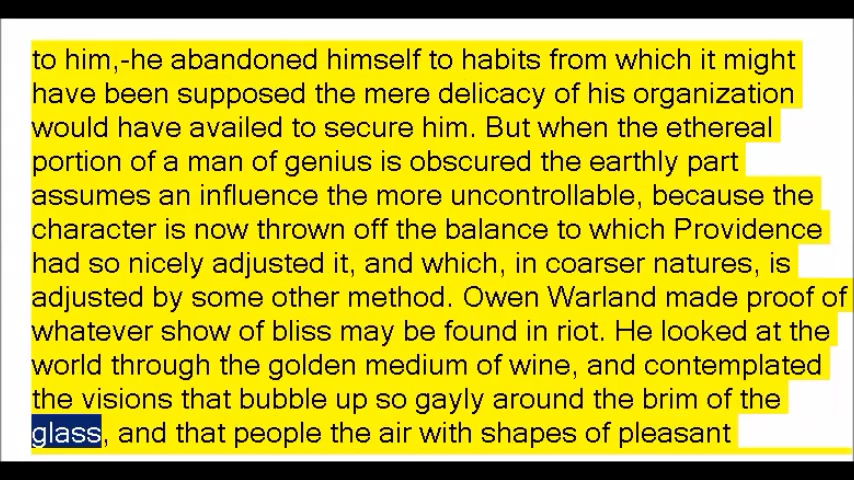 to him,-he abandoned himself to habits from which it might
have been supposed the mere delicacy of his organization
would have availed to secure him. But when the ethereal
portion of a man of genius is obscured the earthly part
assumes an influence the more uncontrollable, because the
character is now thrown off the balance to which Providence
had so nicely adjusted it, and which, in coarser natures, is
adjusted by some other method. Owen Warland made proof of
whatever show of bliss may be found in riot. He looked at the
world through the golden medium of wine, and contemplated
the visions that bubble up so gayly around the brim of the
glass, and that people the air with shapes of pleasant